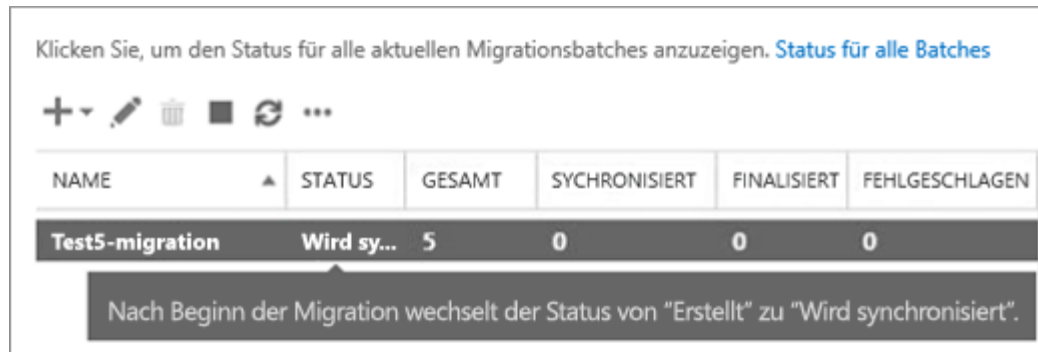 Klicken Sie, um den Status für alle aktuellen Migrationsbatches anzuzeigen. Status für alle Batches
NAME STATUS GESAMT SYCHRONISIERT FINALISIERT FEHLGESCHLAGEN
Test5-migration Wird sy... 5 0 0 0
Nach Beginn der Migration wechselt der Status von "Erstellt" zu "Wird synchronisiert".